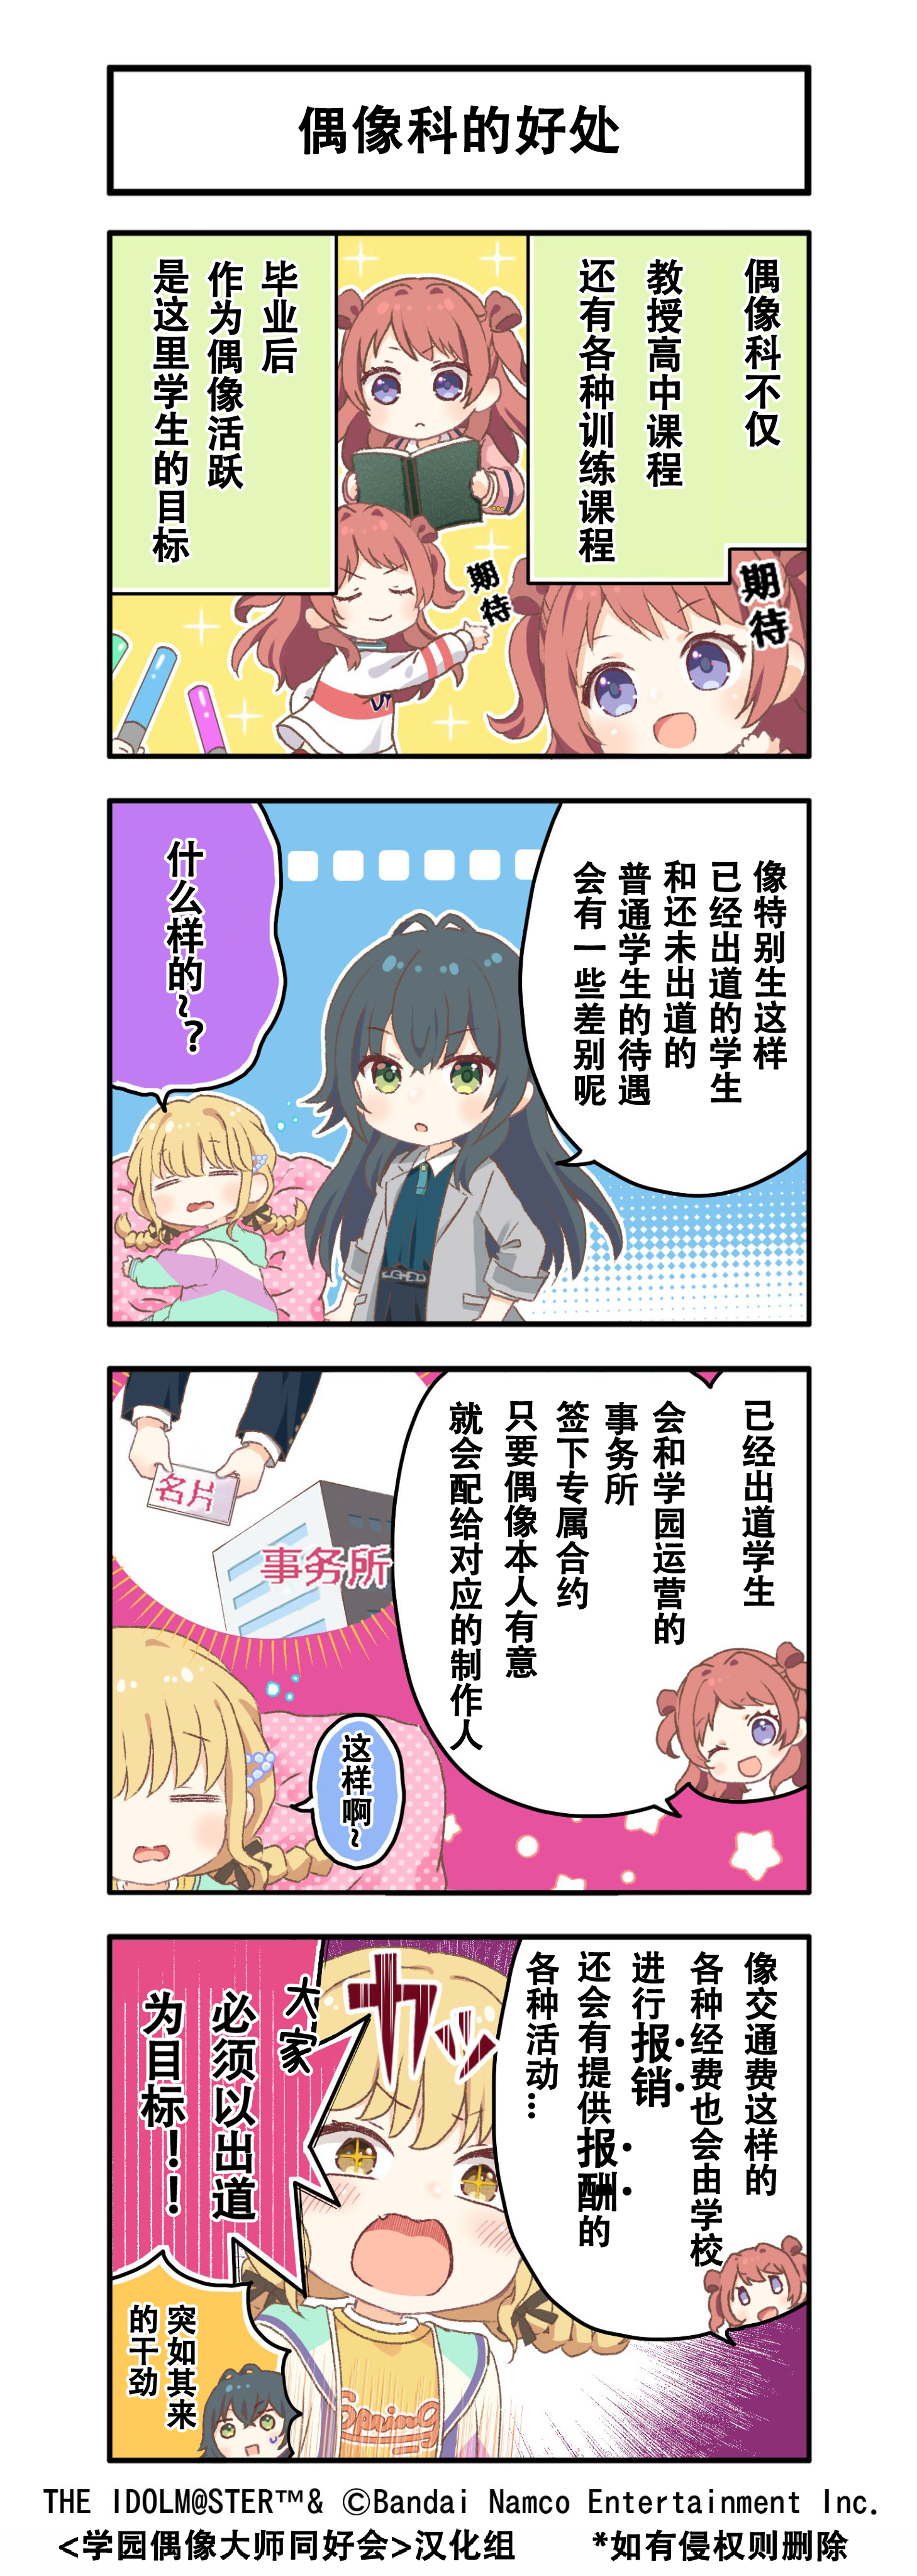 偶像科的好处
偶像科不仅
教授高中课程
还有各种训练课程
期待
期待
毕业后
作为偶像活跃
是这里学生的目标
像特别生这样
已经出道的学生
和还未出道的
普通学生的待遇
会有一些差别呢
什么样的~?
已经出道学生
会和学园运营的
事务所
签下专属合约
只要偶像本人有意
就会配给对应的制作人
名片
事务所
这样啊~
像交通费这样的
各种经费也会由学校
进行报销
还会有提供报酬的
各种活动…
カッ
大家
必须以出道
为目标！！
Spring
突如其来
的干劲
THE IDOLM@STER™& ©Bandai Namco Entertainment Inc.
<学园偶像大师同好会>汉化组 *如有侵权则删除